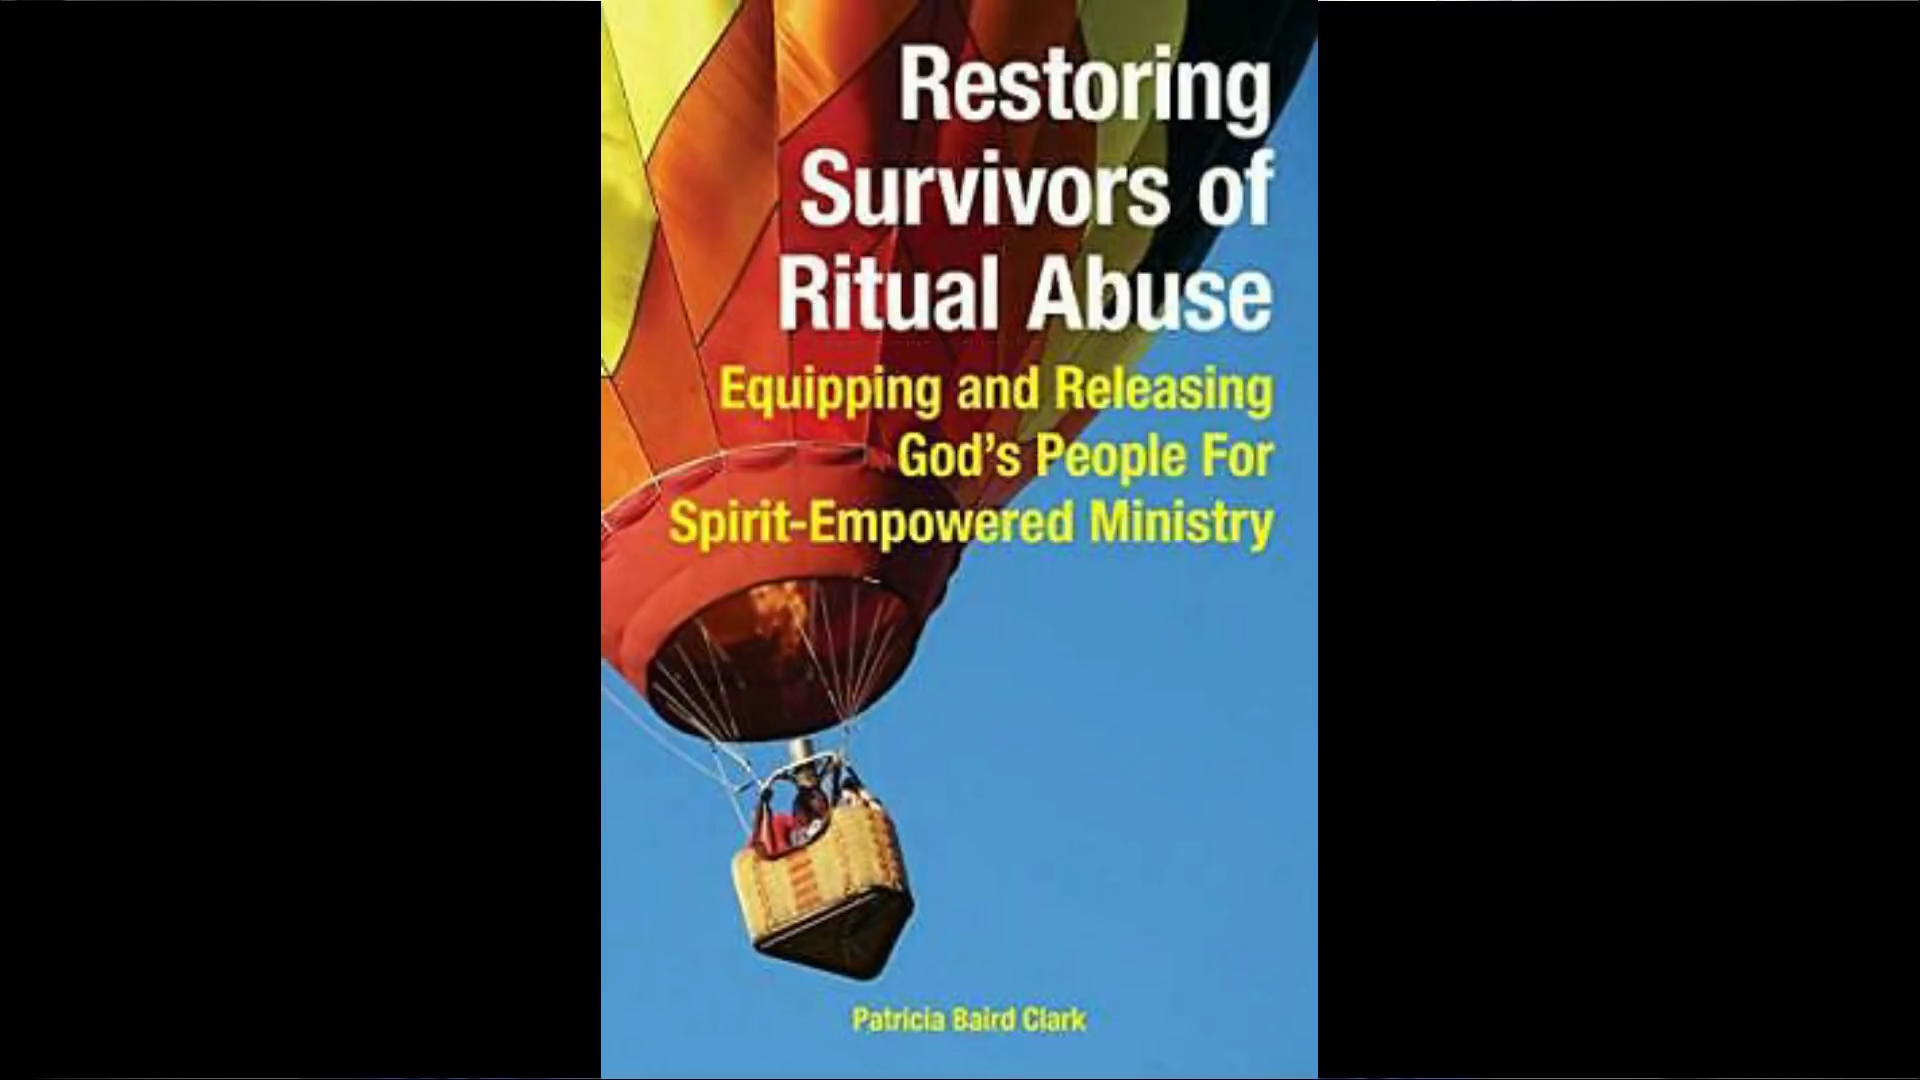 Restoring
Survivors of
Ritual Abuse
Equipping and Releasing
God's People For
Spirit-Empowered Ministry
Patricia Baird Clark